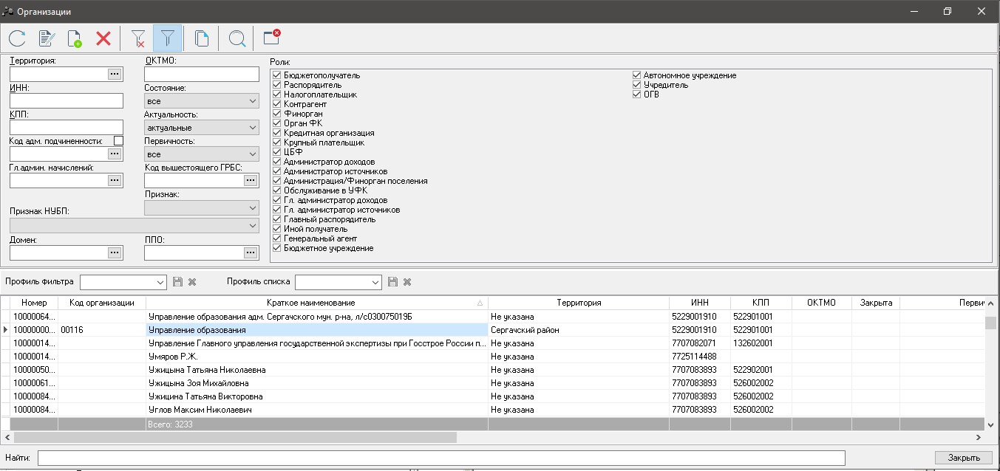 Организации
Территория:
ОКТМО:
Роли:
ИНН:
Состояние:
все
КПП:
Актуальность:
актуальные
Код адм. подчиненности:
Первичность:
все
Гл.админ. начислений:
Код вышестоящего ГРБС:
Признак:
Признак НУБП:
Домен:
ППО:
Бюджетополучатель
Распорядитель
Налогоплательщик
Контрагент
Финорган
Орган ФК
Кредитная организация
Крупный плательщик
ЦБФ
Администратор доходов
Администратор источников
Администрация/Финорган поселения
Обслуживание в УФК
Гл. администратор доходов
Гл. администратор источников
Главный распорядитель
Иной получатель
Генеральный агент
Бюджетное учреждение
Автономное учреждение
Учредитель
ОГВ
Профиль фильтра
Профиль списка
Номер Код организации Краткое наименование Территория ИНН КПП ОКТМО Закрыта Первич
10000064... Управление образования адм. Сергачского мун. р-на, л/с030075019Б Не указана 5229001910 522901001
10000000... 00116 Управление образования Сергачский район 5229001910 522901001
10000014... Управление Главного управления государственной экспертизы при Госстрое России п... Не указана 7707082071 132602001
10000014... Умяров Р.Ж. Не указана 7725114488
10000050... Ужицына Татьяна Николаевна Не указана 7707083893 522902001
10000061... Ужицына Зоя Михайловна Не указана 7707083893 526002002
10000084... Ужицина Татьяна Викторовна Не указана 7707083893 526002002
10000084... Углов Максим Николаевич Не указана 7707083893 526002002
Всего: 3233
Найти:
Закрыть